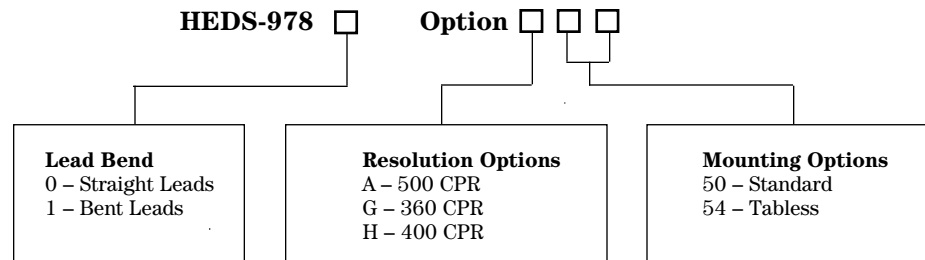 HEDS-978 Option
Lead Bend
0 – Straight Leads
1 – Bent Leads
Resolution Options
A – 500 CPR
G – 360 CPR
H – 400 CPR
Mounting Options
50 – Standard
54 – Tabless